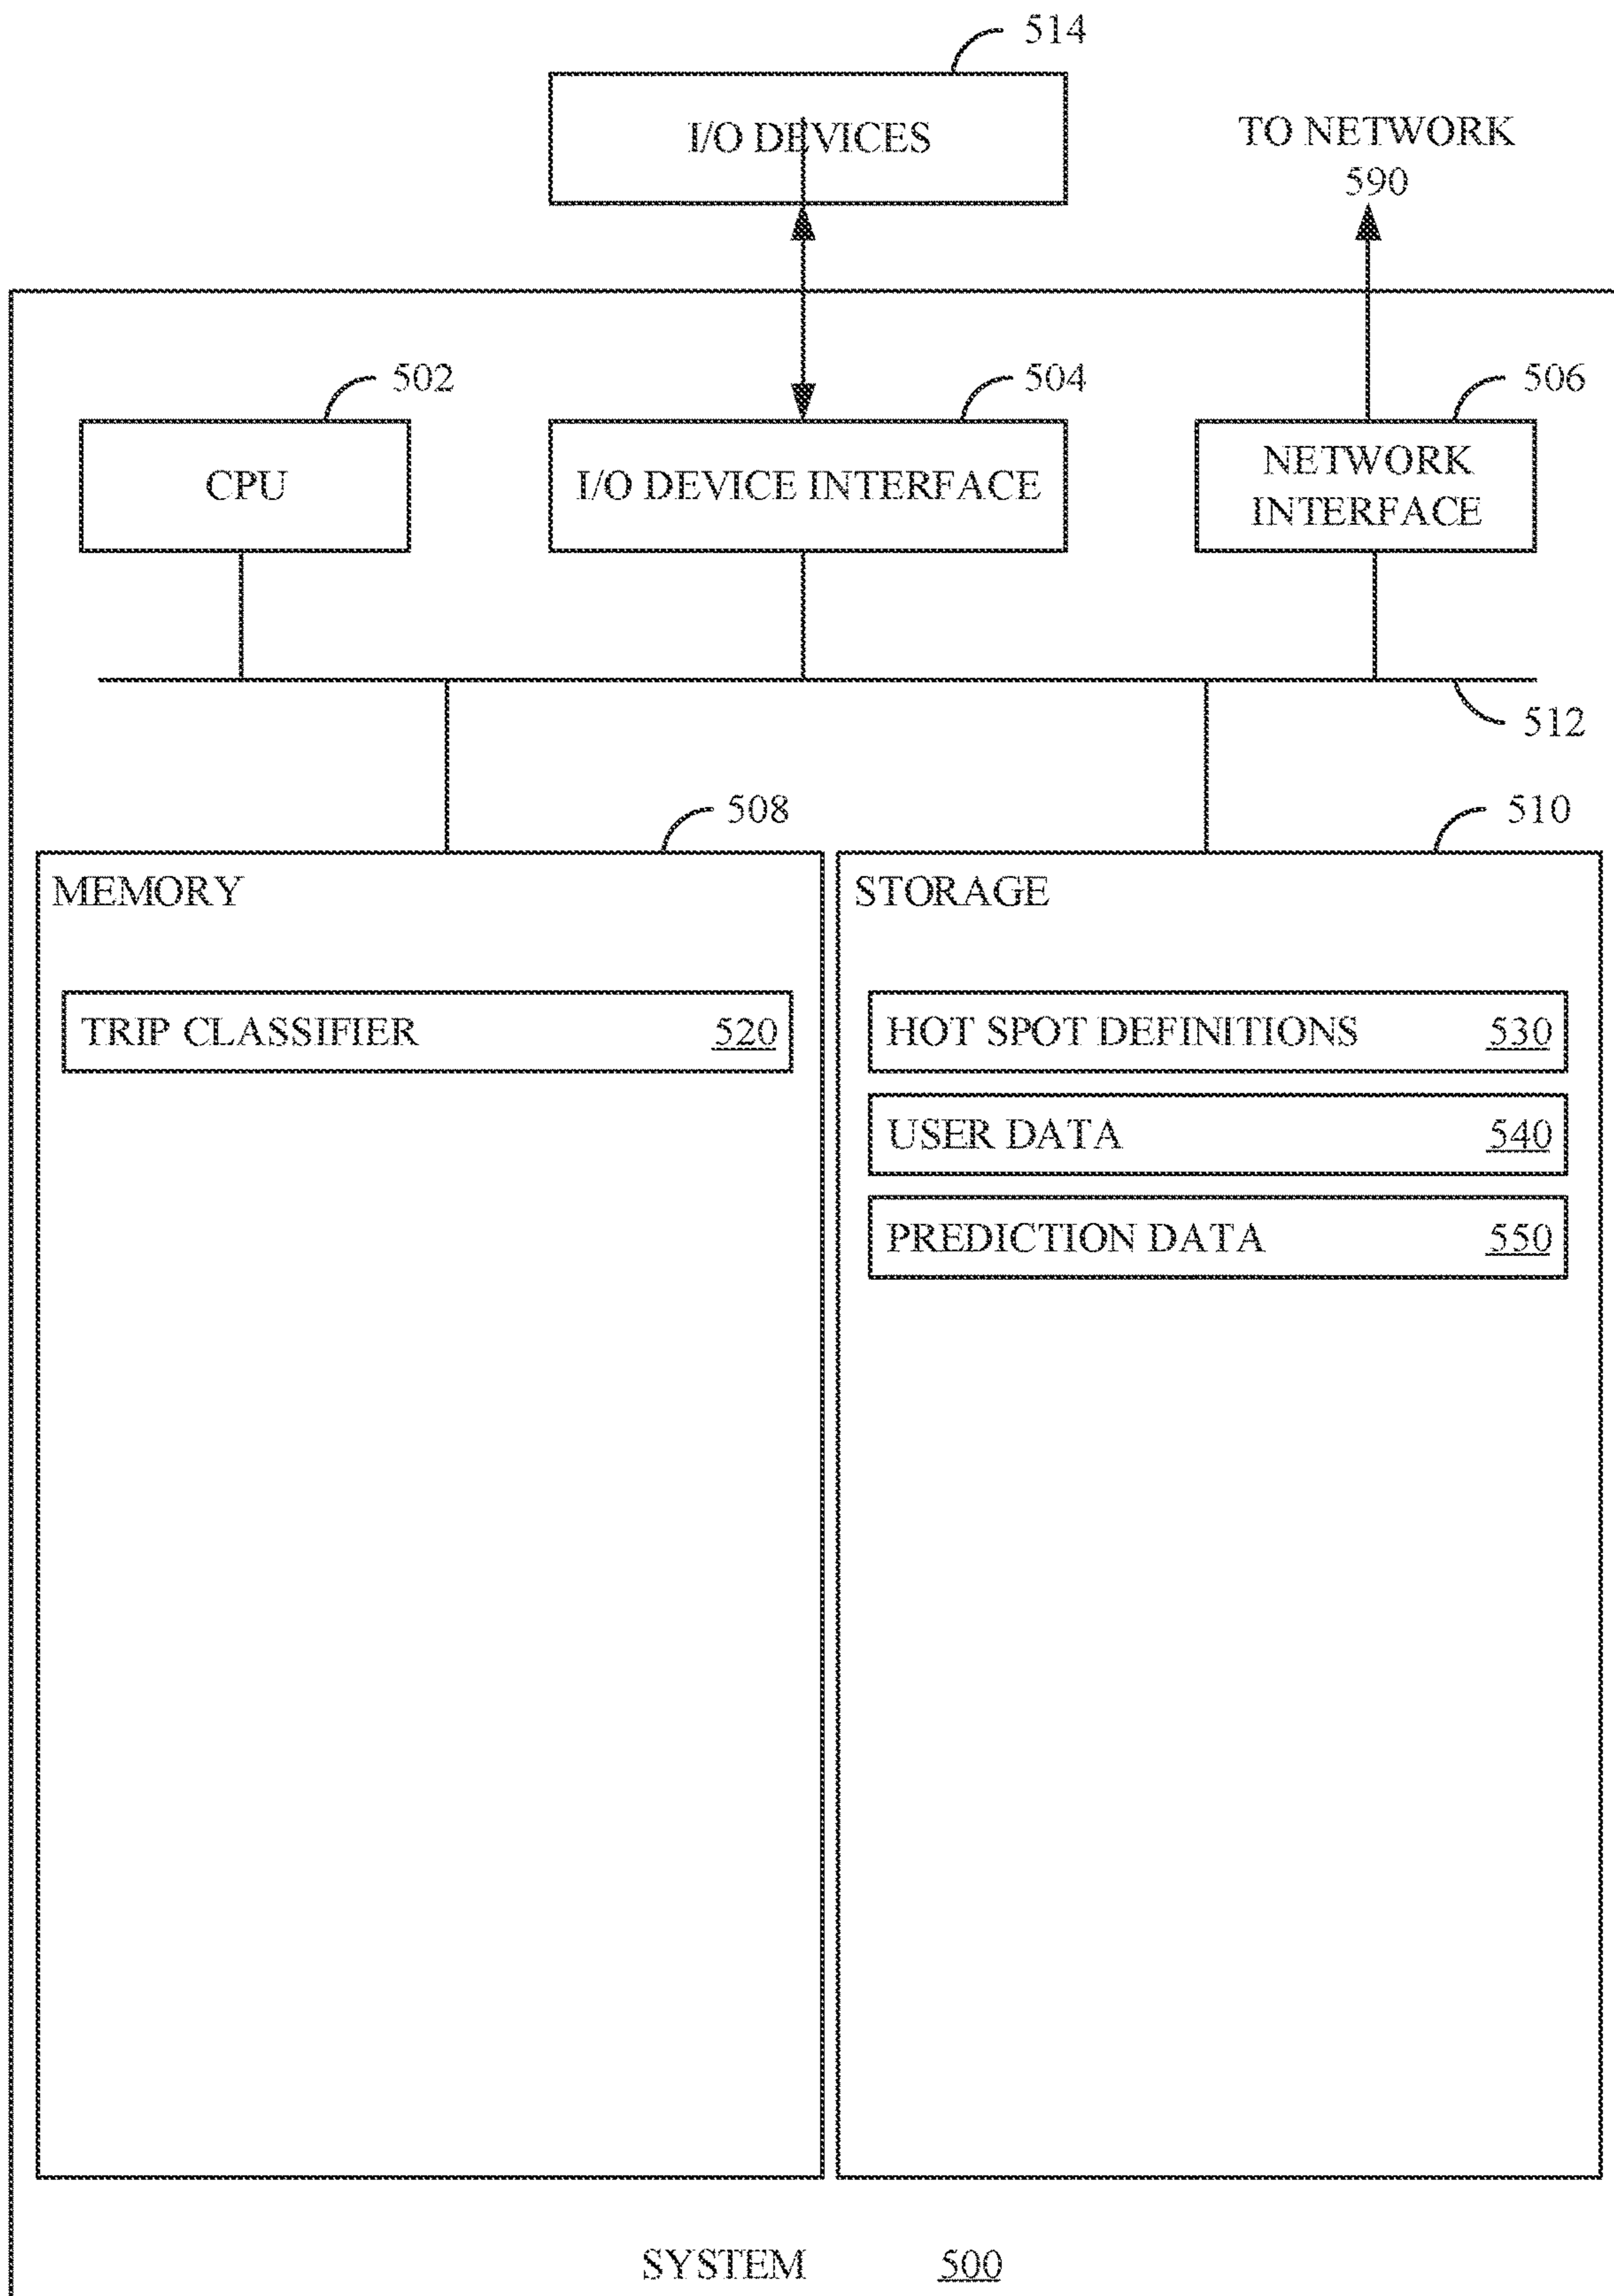 514
I/O DEVICES
TO NETWORK
590
502
504
506
CPU
I/O DEVICE INTERFACE
NETWORK
INTERFACE
512
508
510
MEMORY
STORAGE
TRIP CLASSIFIER 520
HOT SPOT DEFINITIONS 530
USER DATA 540
PREDICTION DATA 550
SYSTEM 500